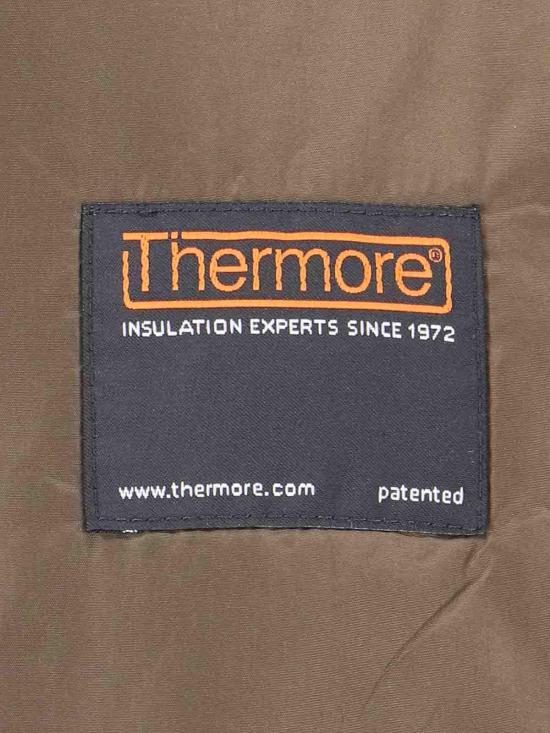 Thermore®
INSULATION EXPERTS SINCE 1972
www.thermore.com patented